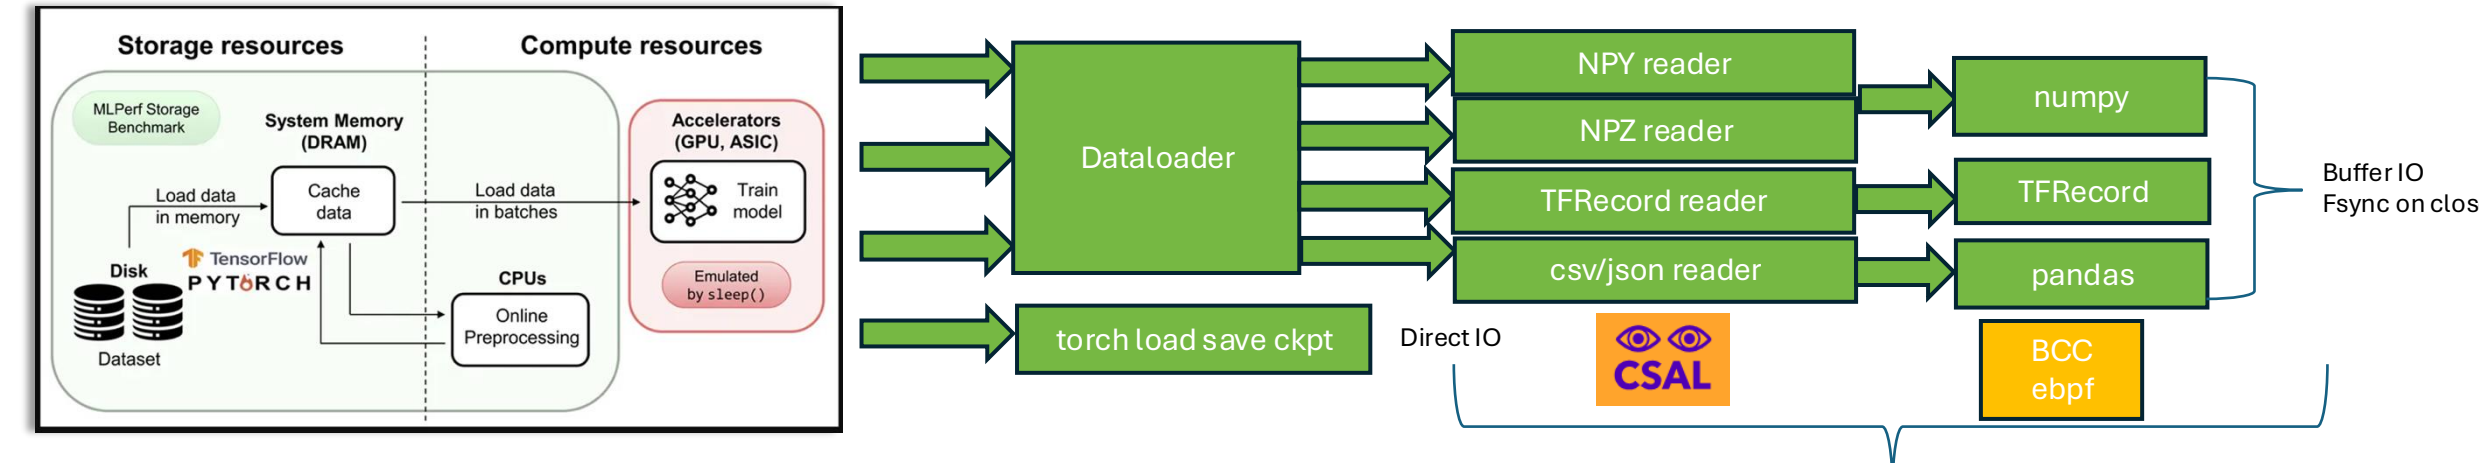 Storage resources
Compute resources
MLPerf Storage
Benchmark
System Memory
(DRAM)
Accelerators
(GPU, ASIC)
Load data
in memory
Cache
data
Load data
in batches
Train
model
TensorFlow
PYTORCH
Disk
Dataset
CPUs
Online
Preprocessing
Emulated
by sleep()
Dataloader
torch load save ckpt
NPY reader
NPZ reader
TFRecord reader
csv/json reader
numpy
TFRecord
pandas
Buffer IO
Fsync on clos
Direct IO
CSAL
BCC
ebpf